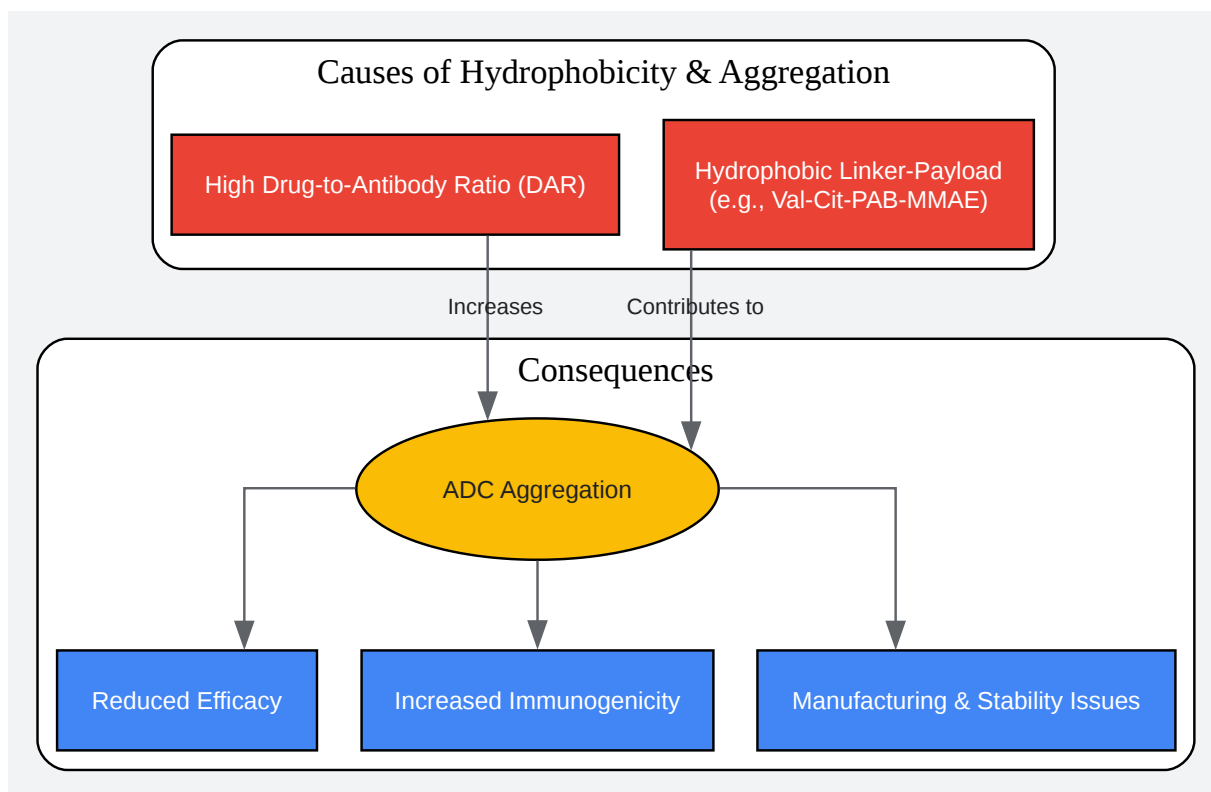 Causes of Hydrophobicity & Aggregation
High Drug-to-Antibody Ratio (DAR)
Hydrophobic Linker-Payload
(e.g., Val-Cit-PAB-MMAE)
Increases
Contributes to
Consequences
ADC Aggregation
Reduced Efficacy
Increased Immunogenicity
Manufacturing & Stability Issues